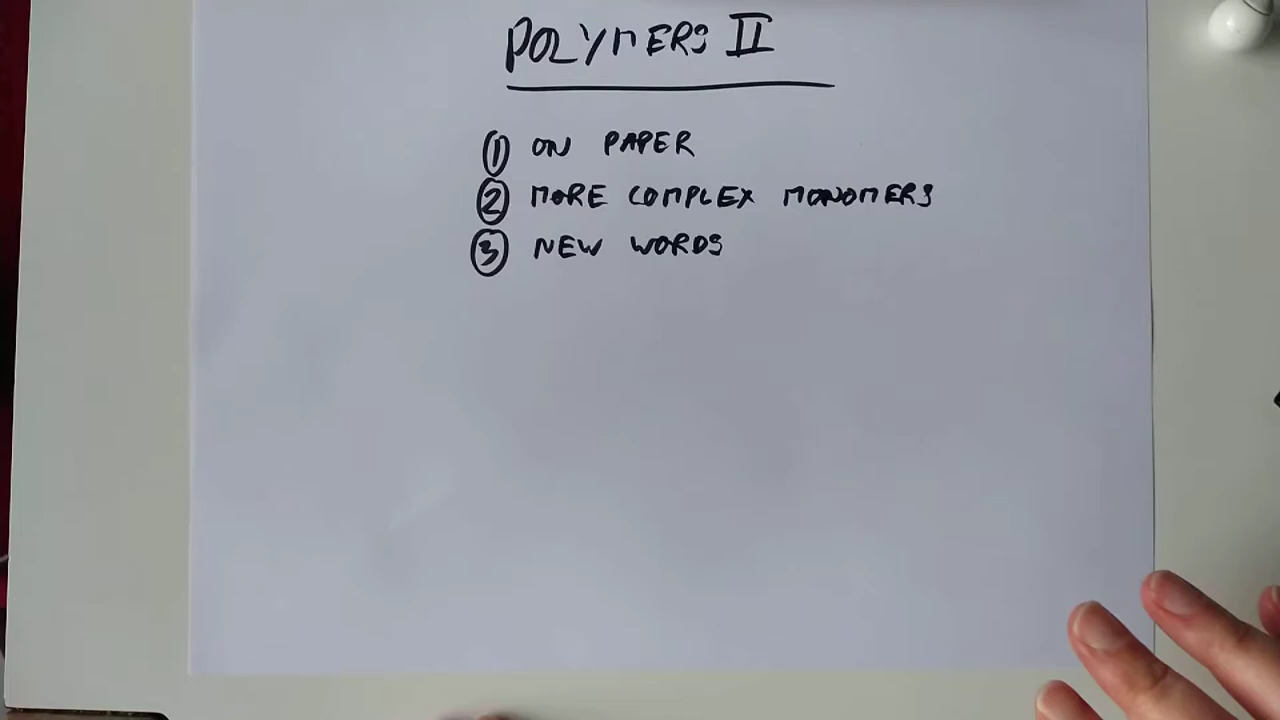 POLYMERS II
① ON PAPER
② MORE COMPLEX MONOMERS
③ NEW WORDS